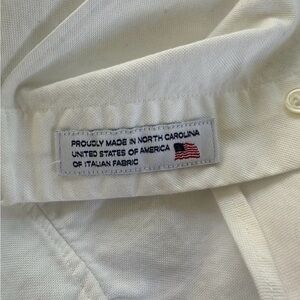 PROUDLY MADE IN NORTH CAROLINA
UNITED STATES OF AMERICA
OF ITALIAN FABRIC